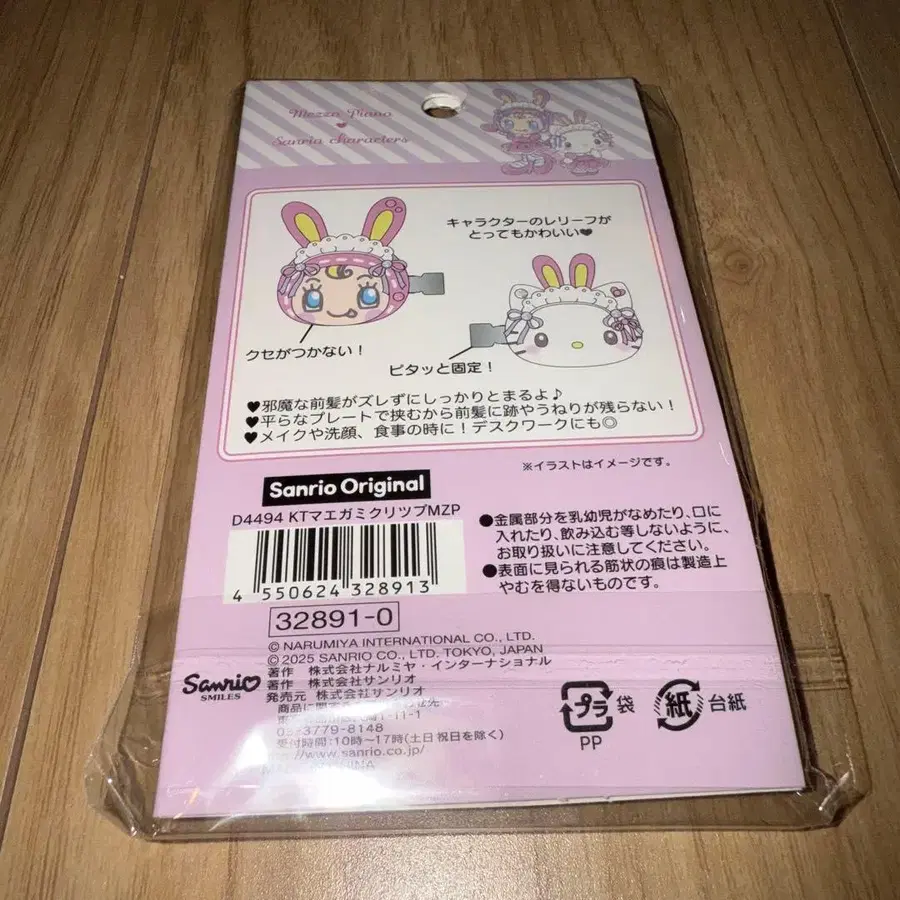 Mezzo Piano
♥
Sanrio characters
キャラクターのレリーフが
とってもかわいい♥
クセがつかない！
ピタッと固定！
♥邪魔な前髪がズレずにしっかりとまるよ♪
♥平らなプレートで挟むから前髪に跡やうねりが残らない！
♥メイクや洗顔、食事の時に！デスクワークにも◎
※イラストはイメージです。
Sanrio Original
D4494 KTマエガミクリップMZP
4 550624 328913
32891-0
●金属部分を乳幼児がなめたり、口に
入れたり、飲み込む等しないように、
お取り扱いに注意してください。
●表面に見られる筋状の痕は製造上
やむを得ないものです。
© NARUMIYA INTERNATIONAL CO., LTD.
© 2025 SANRIO CO., LTD. TOKYO, JAPAN
著作 株式会社ナルミヤ・インターナショナル
著作 株式会社サンリオ
発売元 株式会社サンリオ
商品に関する
1-11-1
3779-8148
受付時間：10時〜17時(土日祝日を除く)
://www.sanrio.co.jp/
Sanrio
SMILES
プラ 袋
PP
紙 台紙